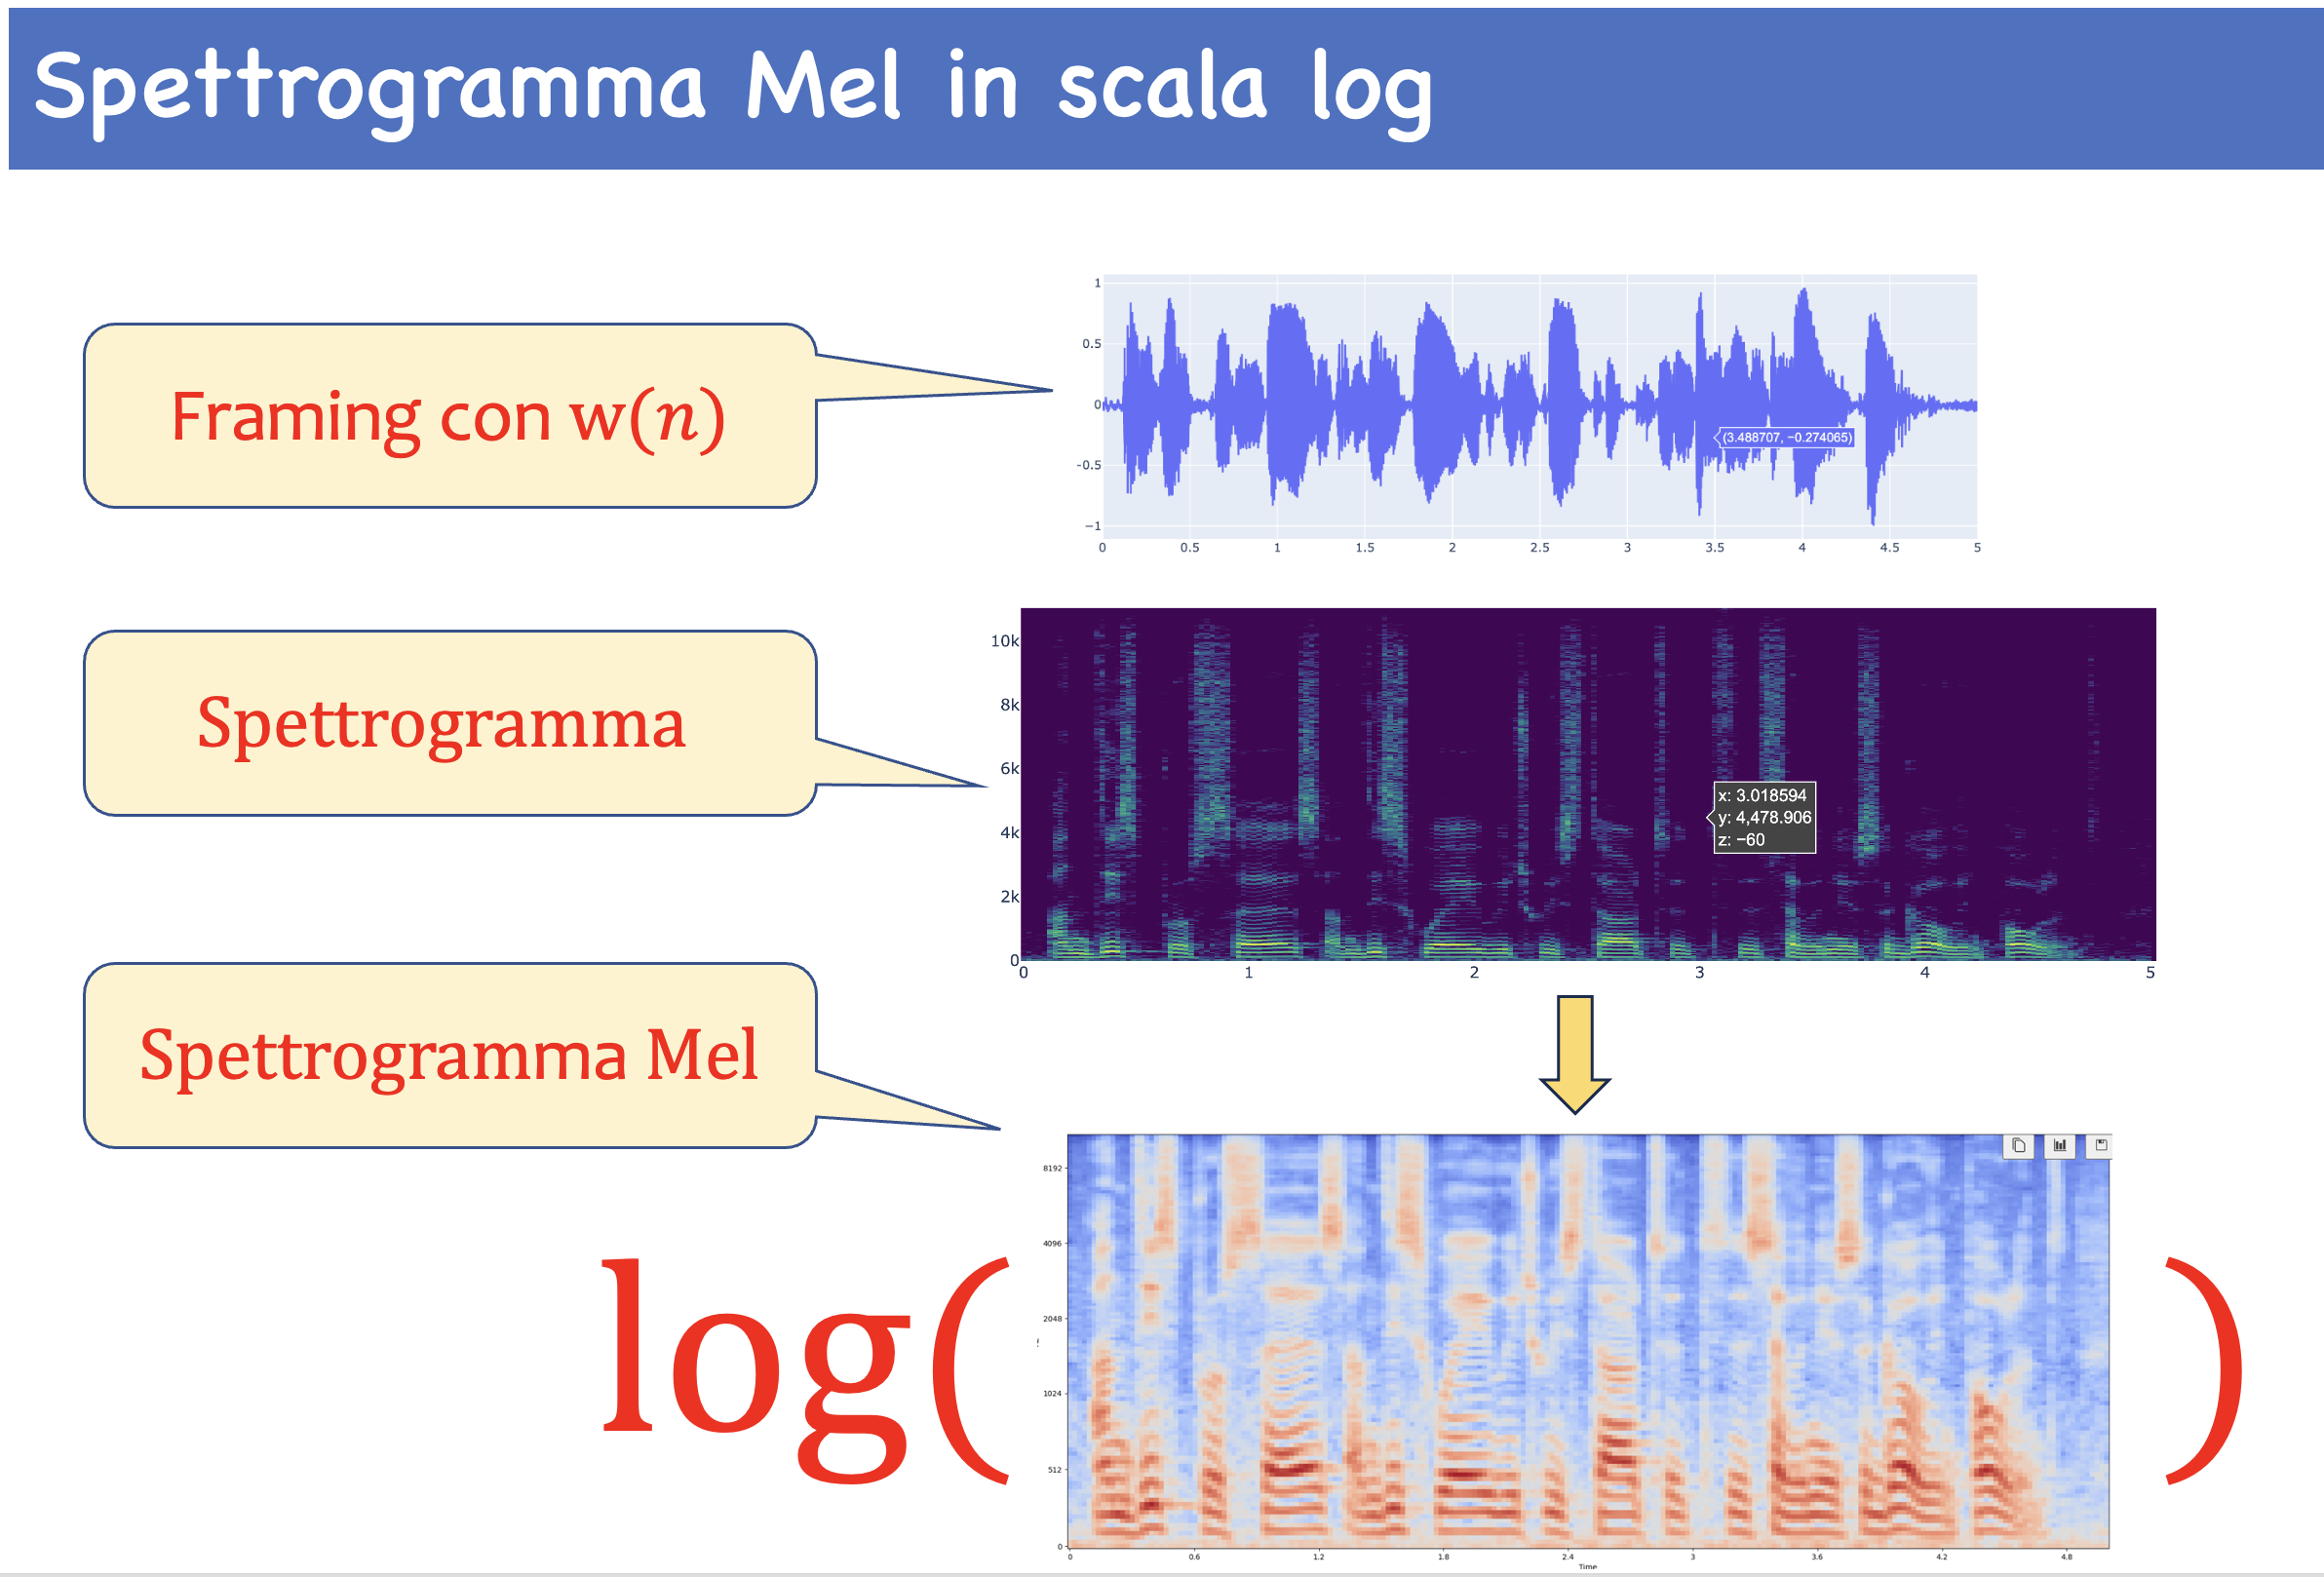 Spettrogramma Mel in scala log
Framing con w(n)
1
0.5
0
-0.5
−1
0 0.5 1 1.5 2 2.5 3 3.5 4 4.5 5
(3.488707, −0.274065)
Spettrogramma
10k
8k
6k
4k
2k
0
0 1 2 3 4 5
x: 3.018594
y: 4,478.906
z: −60
Spettrogramma Mel
log(
)
8192
4096
2048
1024
512
0
0 0.6 1.2 1.8 2.4 3 3.6 4.2 4.8
Time